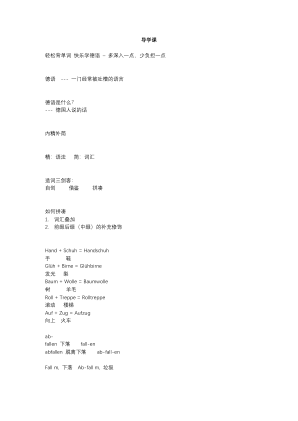 导学课
轻松背单词 快乐学德语 - 多深入一点，少负担一点
德语 --- 一门经常被吐槽的语言
德语是什么？
--- 德国人说的话
内精外简
精：语法 简：词汇
造词三剑客：
自创 借鉴 拼凑
如何拼凑
1. 词汇叠加
2. 前缀后缀（中缀）的补充修饰
Hand + Schuh = Handschuh
手 鞋
Glüh + Birne = Glühbirne
发光 梨
Baum + Wolle = Baumwolle
树 羊毛
Roll + Treppe = Rolltreppe
滚动 楼梯
Auf + Zug = Aufzug
向上 火车
ab-
fallen 下落 fall-en
abfallen 脱离下落 ab-fall-en
Fall m. 下落 Ab-fall m. 垃圾